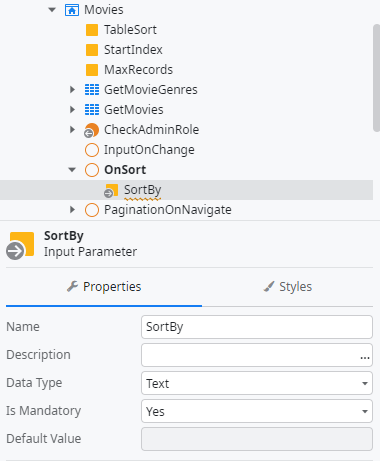 Movies
TableSort
StartIndex
MaxRecords
GetMovieGenres
GetMovies
CheckAdminRole
InputOnChange
OnSort
SortBy
PaginationOnNavigate
SortBy
Input Parameter
Properties Styles
Name SortBy
Description ...
Data Type Text
Is Mandatory Yes
Default Value